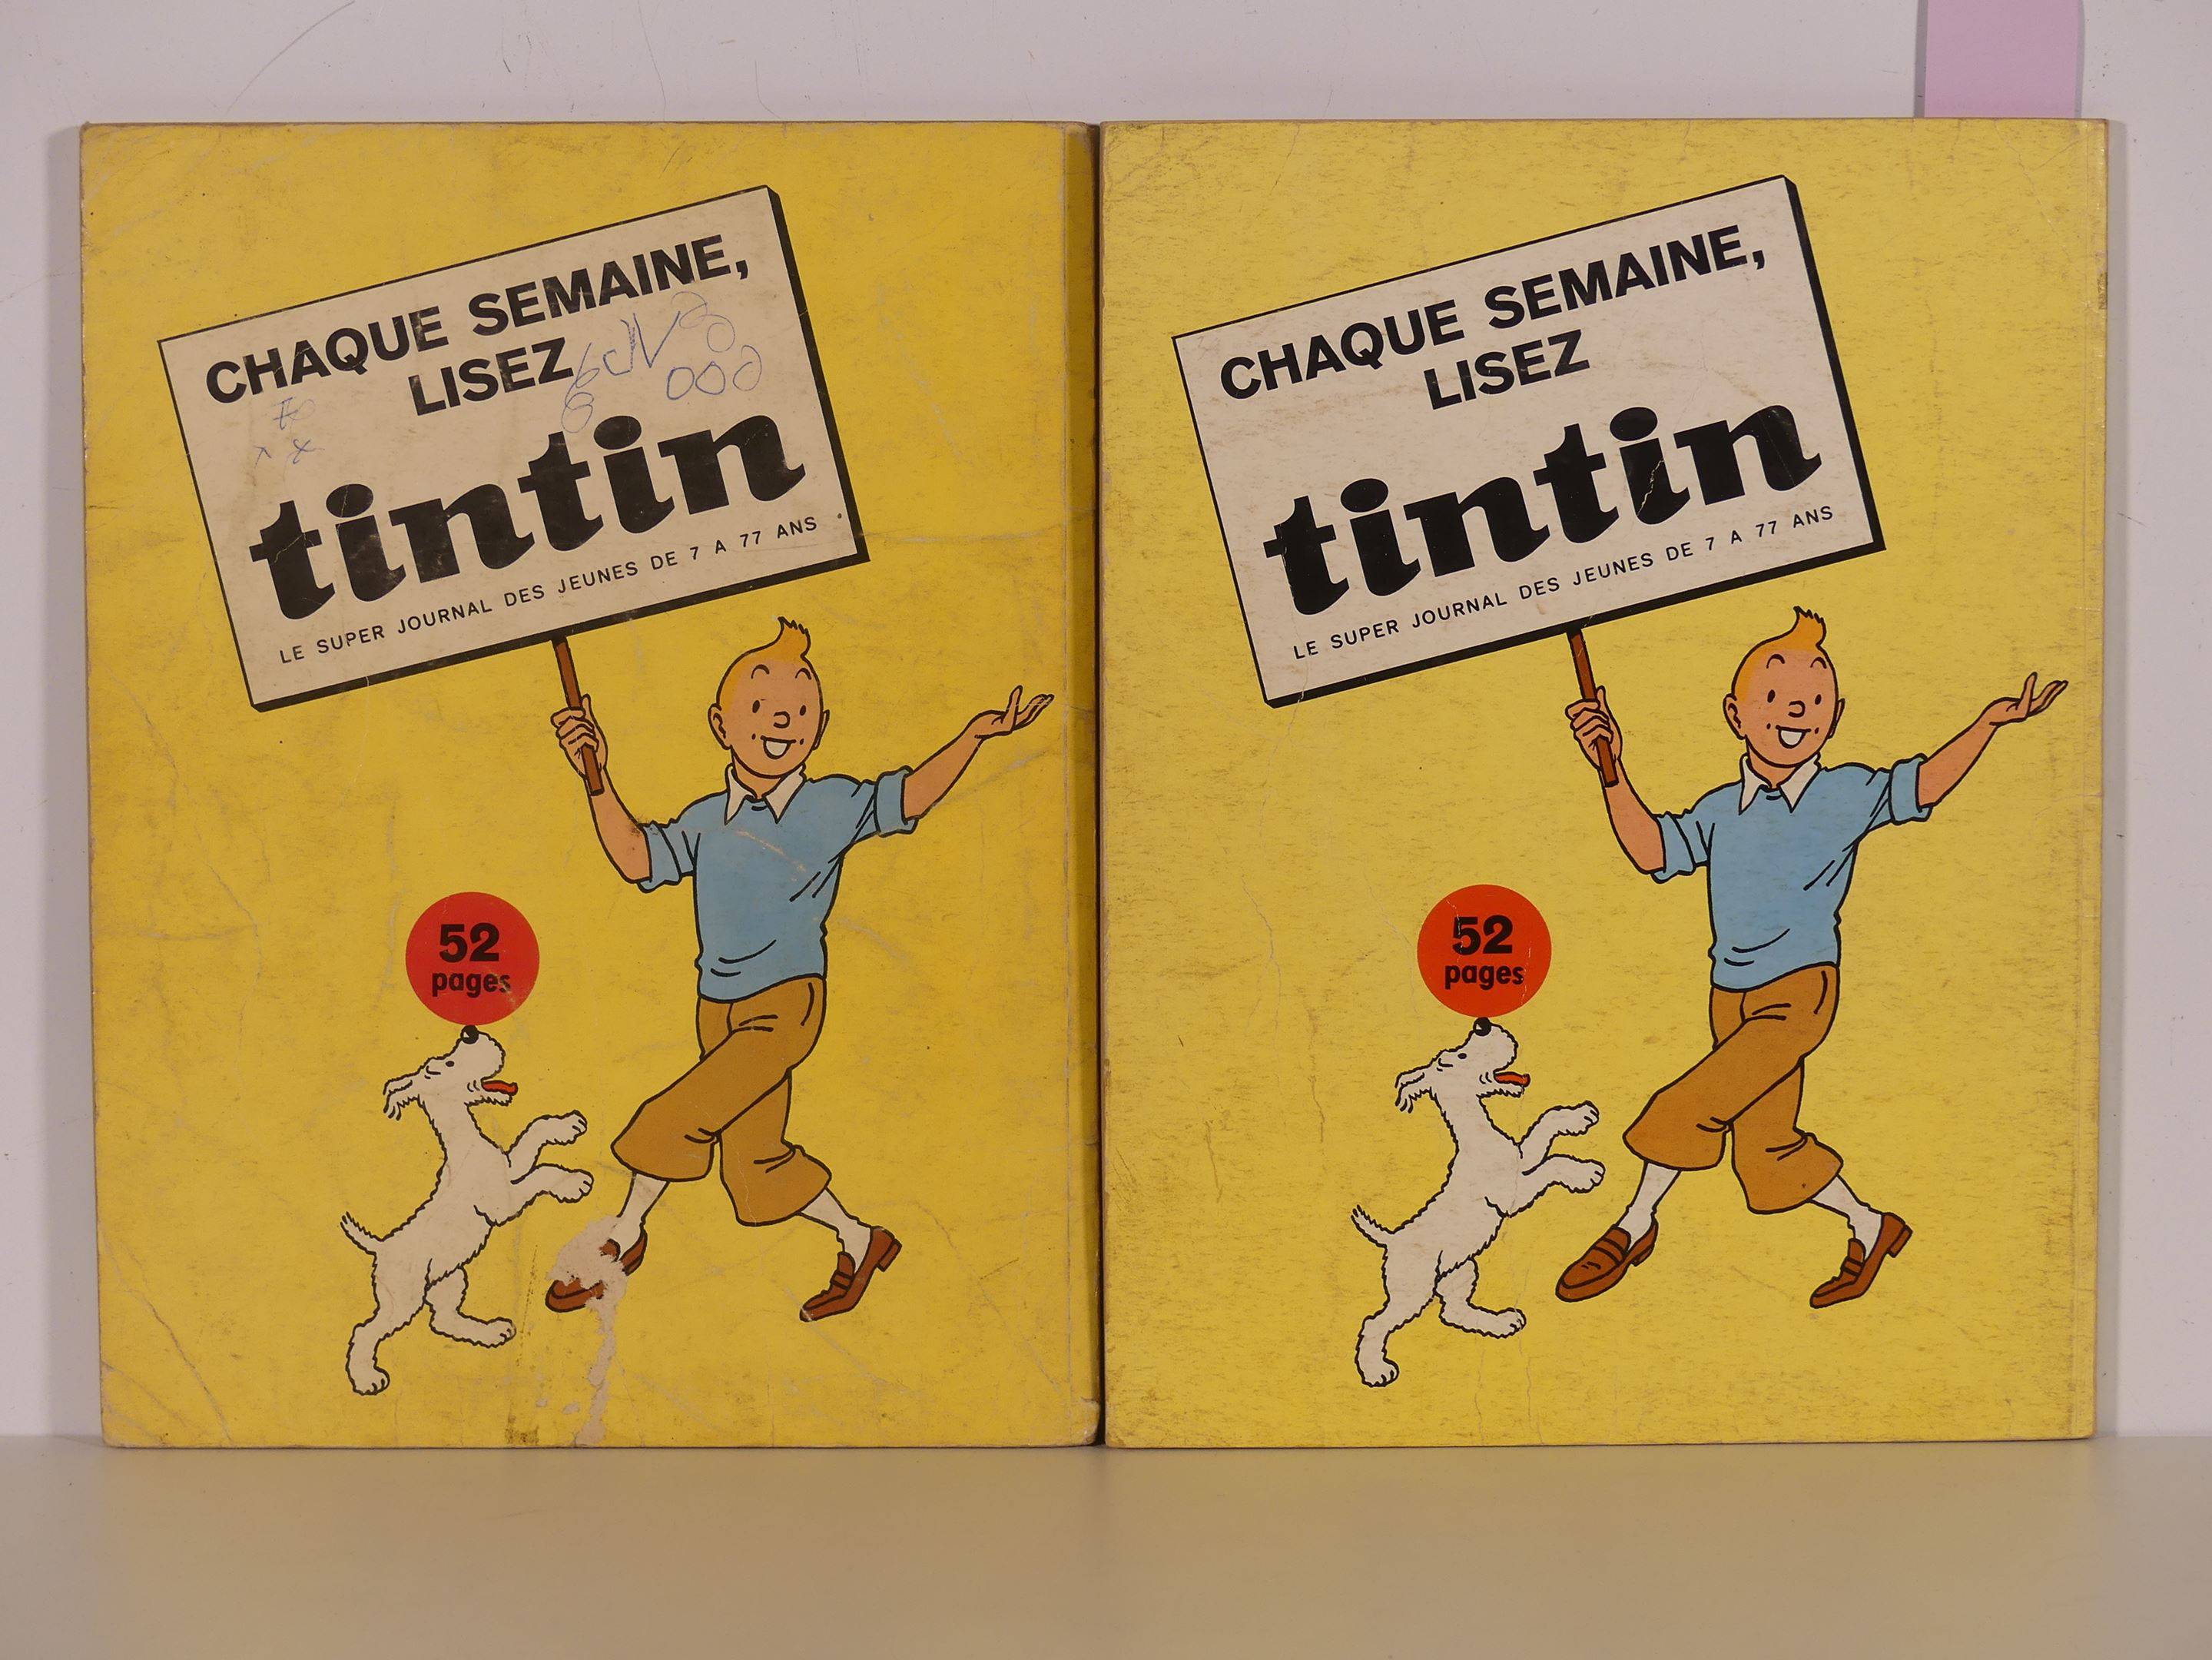 CHAQUE SEMAINE,
LISEZ
tintin
LE SUPER JOURNAL DES JEUNES DE 7 A 77 ANS
52
pages
CHAQUE SEMAINE,
LISEZ
tintin
LE SUPER JOURNAL DES JEUNES DE 7 A 77 ANS
52
pages